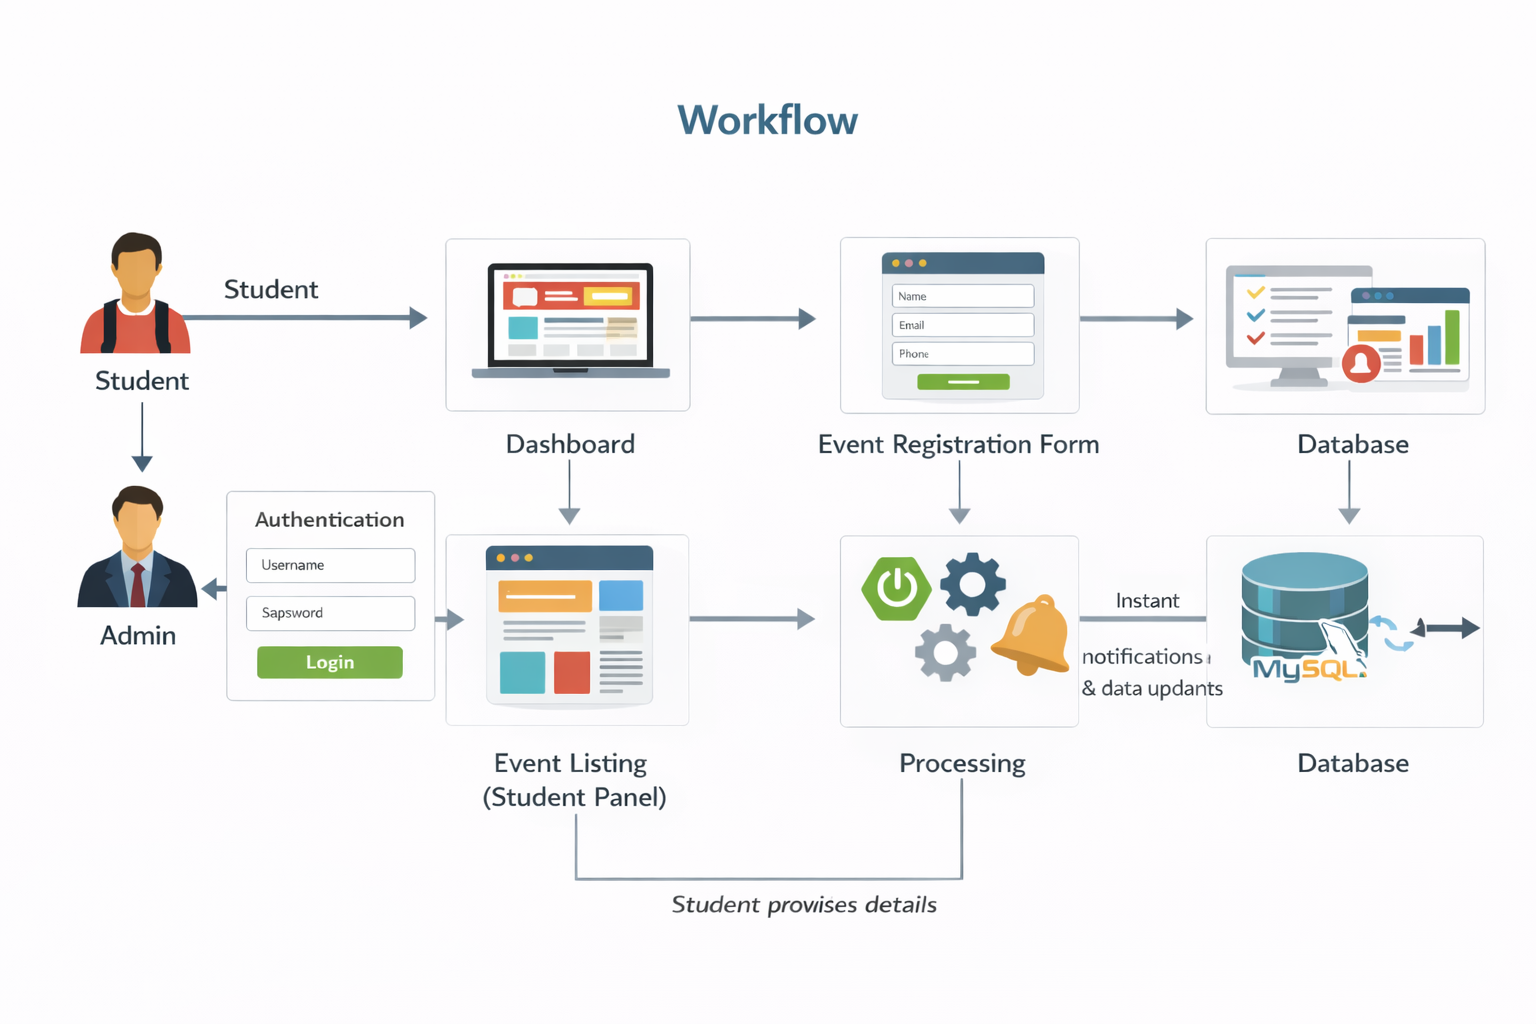 Workflow
Student
Student
Name
Email
Phone
Dashboard
Event Registration Form
Database
Admin
Authentication
Username
Sapsword
Login
Instant
notifications
& data updants
MySQL
Event Listing
(Student Panel)
Processing
Database
Student prowises details